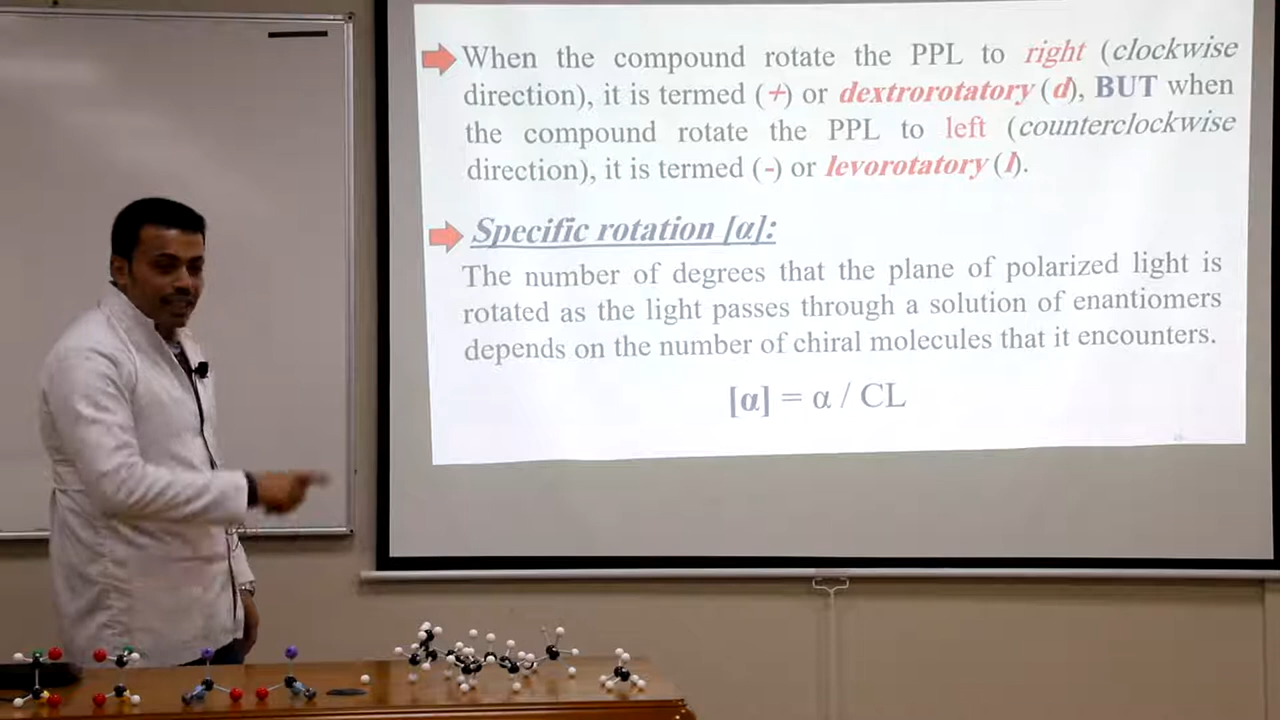 When the compound rotate the PPL to right (clockwise
direction), it is termed (+) or dextrorotatory (d), BUT when
the compound rotate the PPL to left (counterclockwise
direction), it is termed (-) or levorotatory (l).
Specific rotation [α]:
The number of degrees that the plane of polarized light is
rotated as the light passes through a solution of enantiomers
depends on the number of chiral molecules that it encounters.
[α] = α / CL